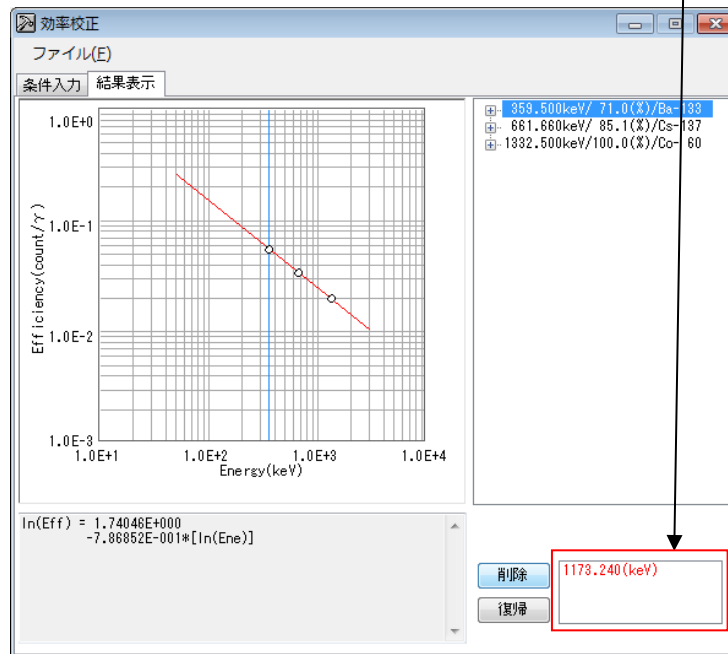 効率校正
ファイル(F)
条件入力 結果表示
1.0E+0
1.0E-1
1.0E-2
1.0E-3
Efficiency(count/γ)
1.0E+1 1.0E+2 1.0E+3 1.0E+4
Energy(keV)
359.500keV/ 71.0(%)/Ba-133
661.660keV/ 85.1(%)/Cs-137
1332.500keV/100.0(%)/Co- 60
ln(Eff) = 1.74046E+000
-7.86852E-001*[ln(Ene)]
削除
復帰
1173.240(keV)